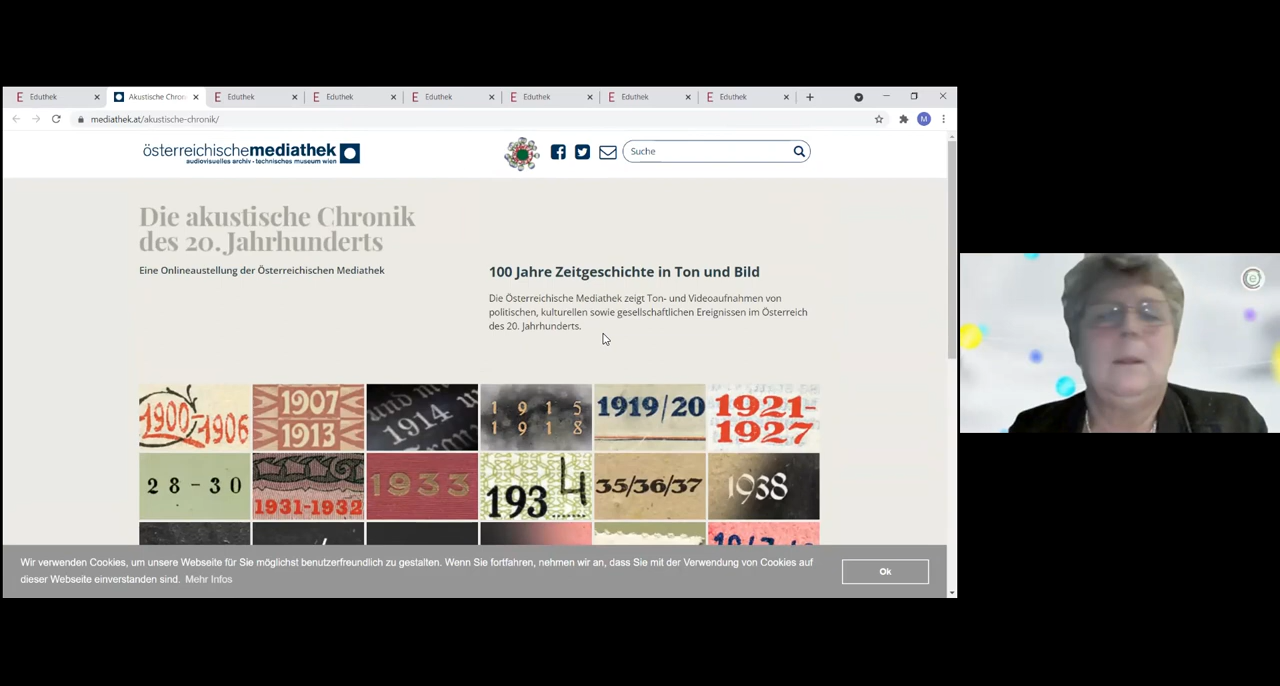 Eduthek
Akustische Chron
Eduthek
Eduthek
Eduthek
Eduthek
Eduthek
Eduthek
mediathek.at/akustische-chronik/
M
österreichischemediathek
audiovisuelles archiv · technisches museum wien
Suche
Die akustische Chronik
des 20. Jahrhunderts
Eine Onlineaustellung der Österreichischen Mediathek
100 Jahre Zeitgeschichte in Ton und Bild
Die Österreichische Mediathek zeigt Ton- und Videoaufnahmen von
politischen, kulturellen sowie gesellschaftlichen Ereignissen im Österreich
des 20. Jahrhunderts.
1900-1906
1907
1913
und mi
1914
1915
1918
1919/20
1921-
1927
28-30
1931-1932
1933
1934
35/36/37
1938
Wir verwenden Cookies, um unsere Webseite für Sie möglichst benutzerfreundlich zu gestalten. Wenn Sie fortfahren, nehmen wir an, dass Sie mit der Verwendung von Cookies auf
dieser Webseite einverstanden sind. Mehr Infos
Ok